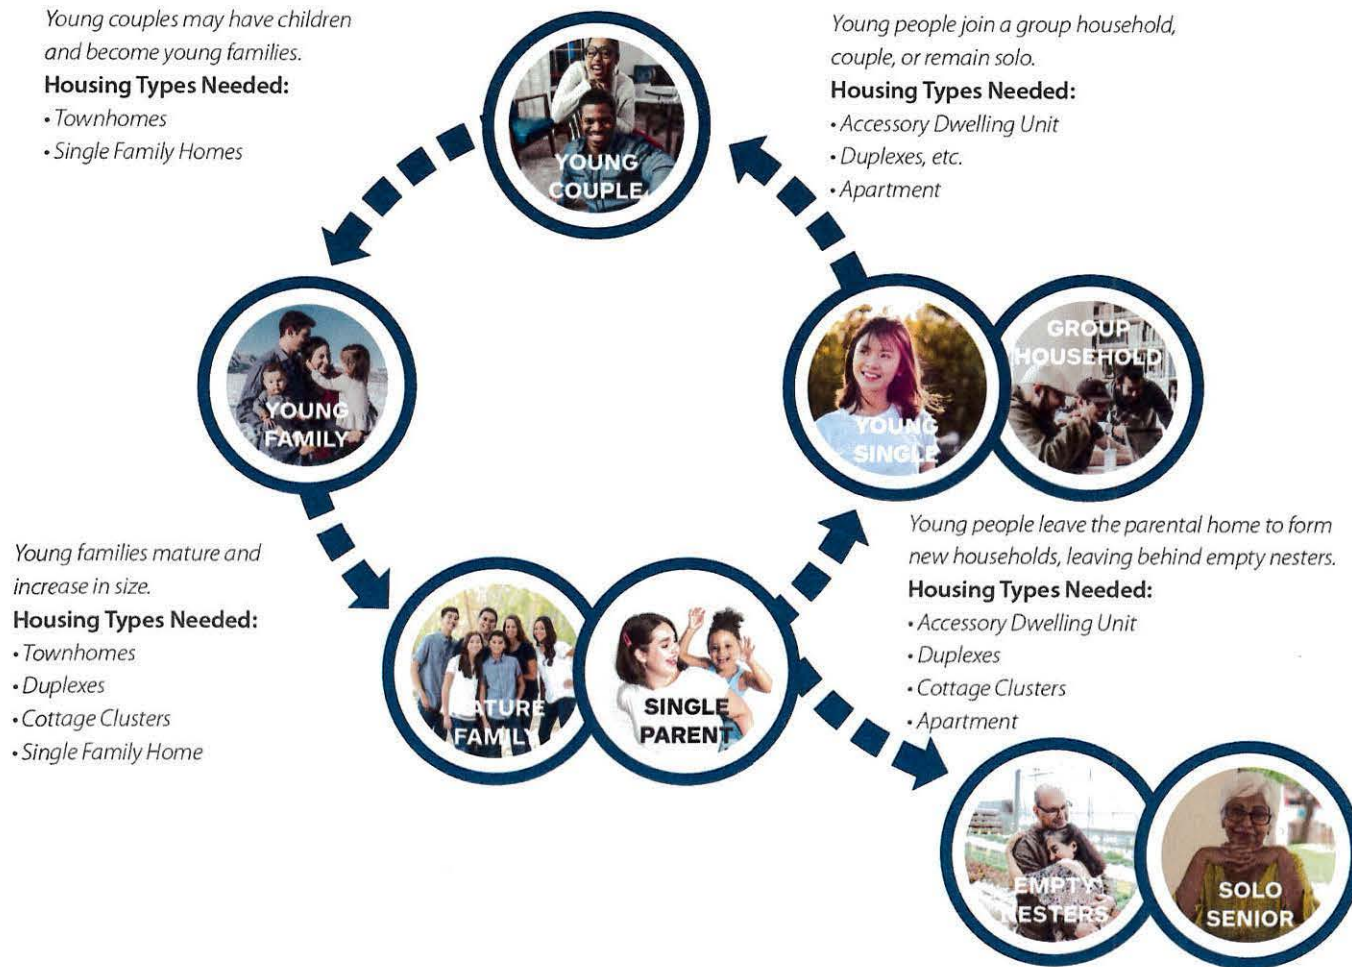 Young couples may have children
and become young families.
Housing Types Needed:
• Townhomes
• Single Family Homes
YOUNG
COUPLE
Young people join a group household,
couple, or remain solo.
Housing Types Needed:
• Accessory Dwelling Unit
• Duplexes, etc.
• Apartment
YOUNG
FAMILY
YOUNG
SINGLE
GROUP
HOUSEHOLD
Young families mature and
increase in size.
Housing Types Needed:
• Townhomes
• Duplexes
• Cottage Clusters
• Single Family Home
MATURE
FAMILY
SINGLE
PARENT
Young people leave the parental home to form
new households, leaving behind empty nesters.
Housing Types Needed:
• Accessory Dwelling Unit
• Duplexes
• Cottage Clusters
• Apartment
EMPTY
NESTERS
SOLO
SENIOR